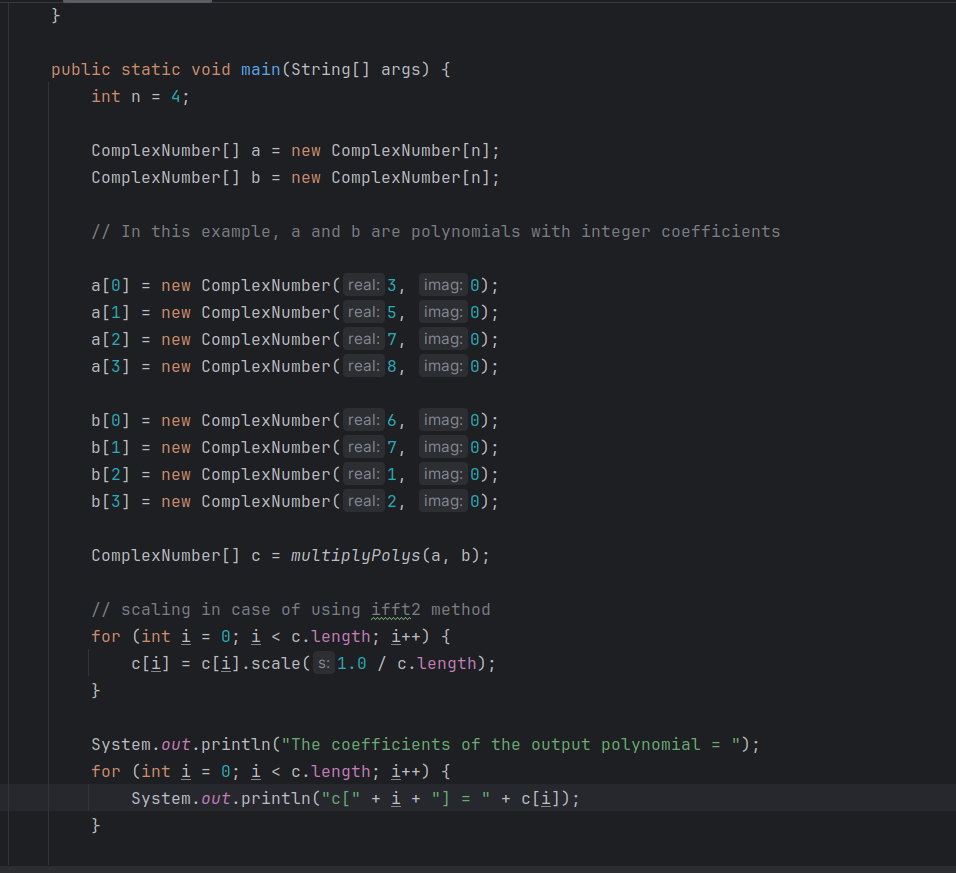 }
public static void main(String[] args) {
int n = 4;
ComplexNumber[] a = new ComplexNumber[n];
ComplexNumber[] b = new ComplexNumber[n];
// In this example, a and b are polynomials with integer coefficients
a[0] = new ComplexNumber( real: 3, imag: 0);
a[1] = new ComplexNumber( real: 5, imag: 0);
a[2] = new ComplexNumber( real: 7, imag: 0);
a[3] = new ComplexNumber( real: 8, imag: 0);
b[0] = new ComplexNumber( real: 6, imag: 0);
b[1] = new ComplexNumber( real: 7, imag: 0);
b[2] = new ComplexNumber( real: 1, imag: 0);
b[3] = new ComplexNumber( real: 2, imag: 0);
ComplexNumber[] c = multiplyPolys(a, b);
// scaling in case of using ifft2 method
for (int i = 0; i < c.length; i++) {
c[i] = c[i].scale( s: 1.0 / c.length);
}
System.out.println("The coefficients of the output polynomial = ");
for (int i = 0; i < c.length; i++) {
System.out.println("c[" + i + "] = " + c[i]);
}